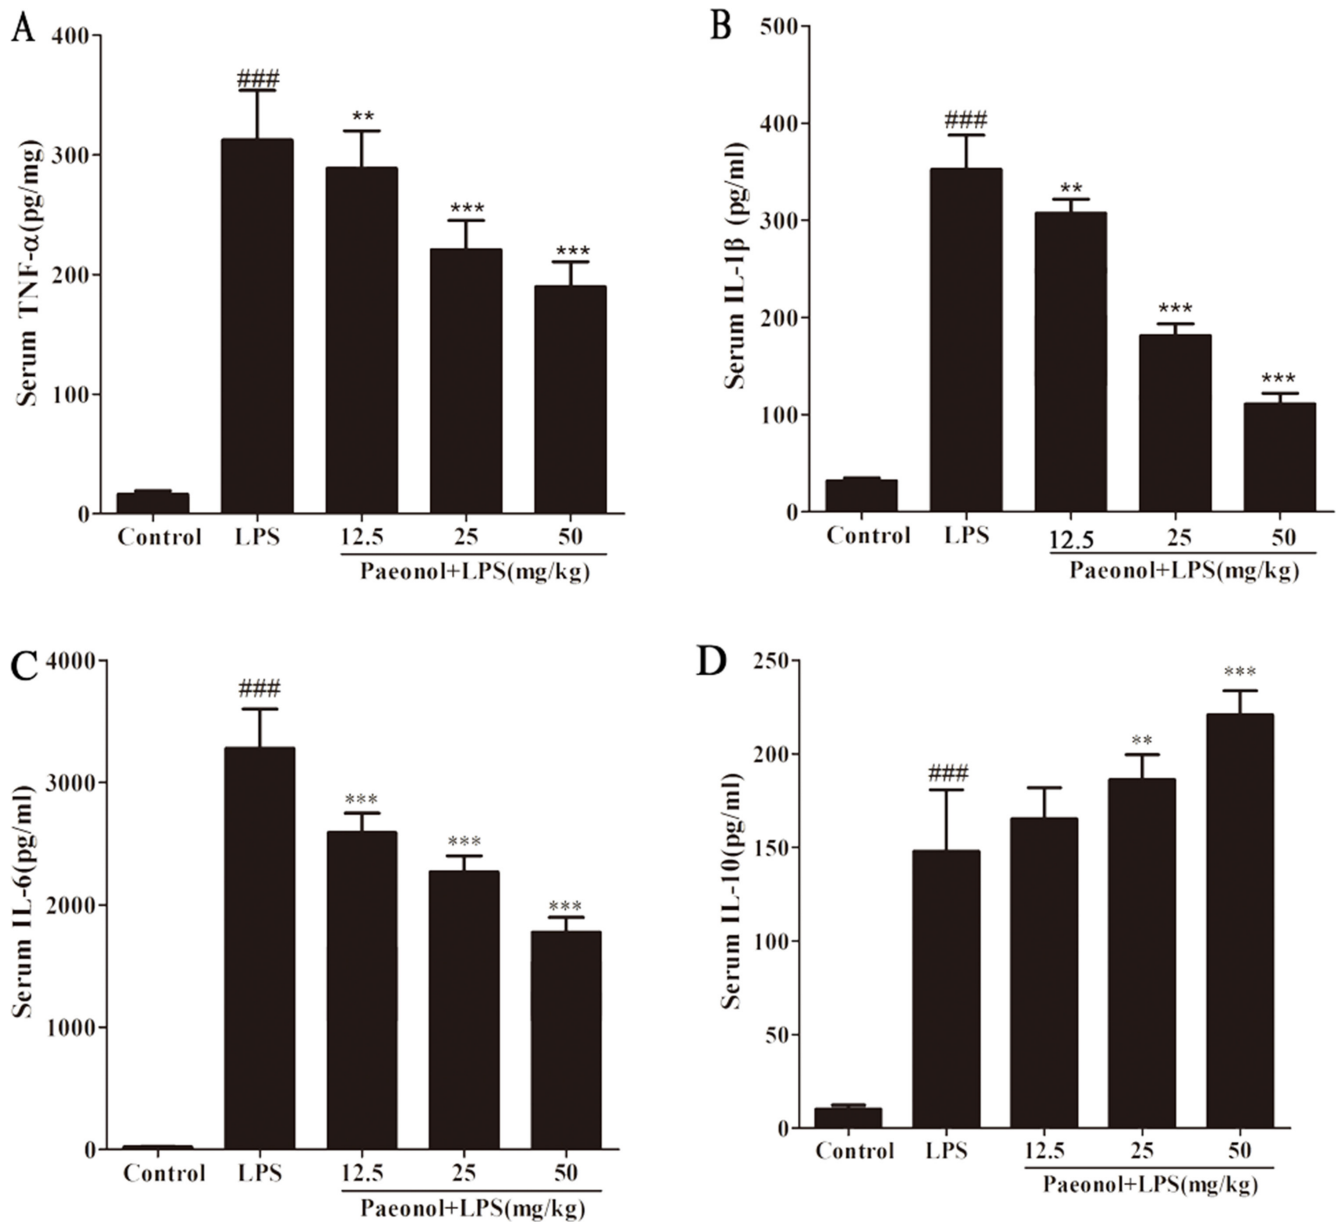 A
Serum TNF-α(pg/mg)
400
300
200
100
0
###
**
***
***
Control LPS 12.5 25 50
Paeonol+LPS(mg/kg)
B
Serum IL-1β (pg/ml)
500
400
300
200
100
0
###
**
***
***
Control LPS 12.5 25 50
Paeonol+LPS(mg/kg)
C
Serum IL-6(pg/ml)
4000
3000
2000
1000
0
###
***
***
***
Control LPS 12.5 25 50
Paeonol+LPS(mg/kg)
D
Serum IL-10(pg/ml)
250
200
150
100
50
0
###
**
***
Control LPS 12.5 25 50
Paeonol+LPS(mg/kg)